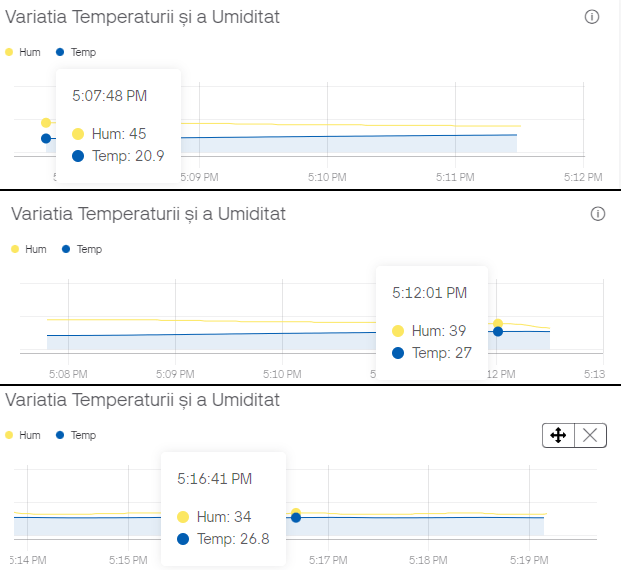 Variatia Temperaturii și a Umiditat
Hum Temp
5:07:48 PM
Hum: 45
Temp: 20.9
5:09 PM 5:10 PM 5:11 PM 5:12 PM
Variatia Temperaturii și a Umiditat
Hum Temp
5:12:01 PM
Hum: 39
Temp: 27
5:08 PM 5:09 PM 5:10 PM 12 PM 5:13
Variatia Temperaturii și a Umiditat
Hum Temp
5:16:41 PM
Hum: 34
Temp: 26.8
5:14 PM 5:15 PM 5:17 PM 5:18 PM 5:19 PM